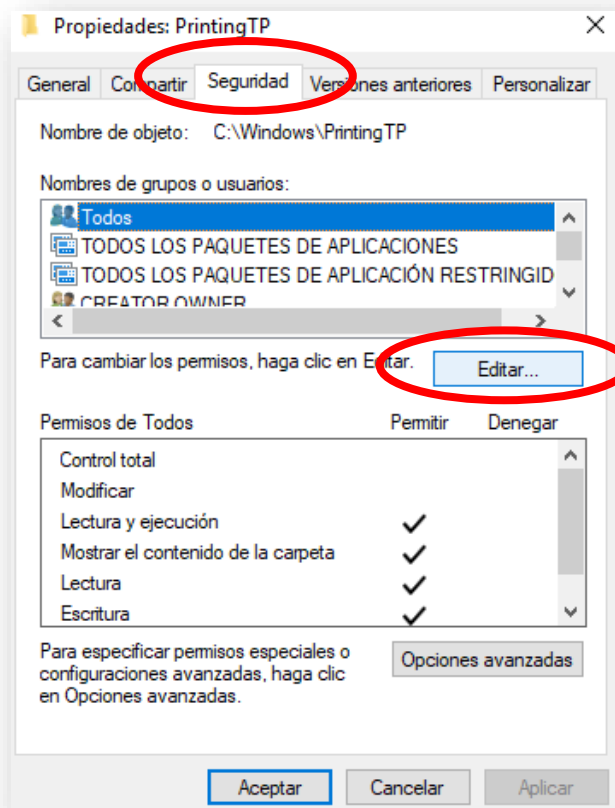 Propiedades: PrintingTP
General Compartir Seguridad Versiones anteriores Personalizar
Nombre de objeto: C:\Windows\PrintingTP
Nombres de grupos o usuarios:
Todos
TODOS LOS PAQUETES DE APLICACIONES
TODOS LOS PAQUETES DE APLICACIÓN RESTRINGID
CREATOR OWNER
Para cambiar los permisos, haga clic en Editar.
Editar...
Permisos de Todos Permitir Denegar
Control total
Modificar
Lectura y ejecución
Mostrar el contenido de la carpeta
Lectura
Escritura
Para especificar permisos especiales o
configuraciones avanzadas, haga clic
en Opciones avanzadas.
Opciones avanzadas
Aceptar Cancelar Aplicar